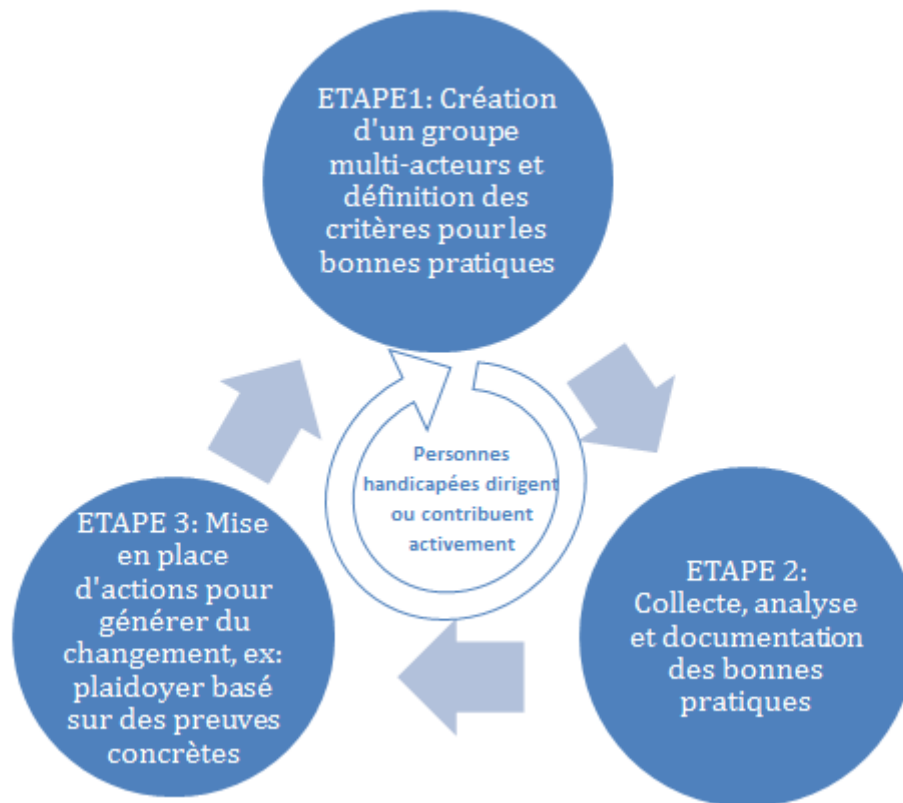 ETAPE1: Création
d'un groupe
multi-acteurs et
définition des
critères pour les
bonnes pratiques
Personnes
handicapées dirigent
ou contribuent
activement
ETAPE 2:
Collecte, analyse
et documentation
des bonnes
pratiques
ETAPE 3: Mise
en place
d'actions pour
générer du
changement, ex:
plaidoyer basé
sur des preuves
concrètes